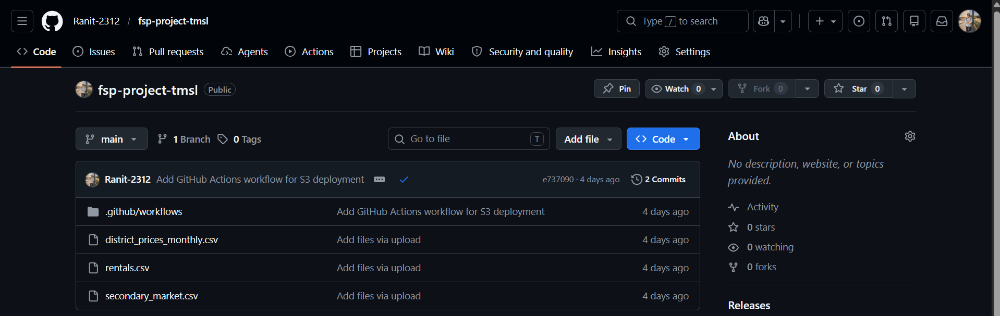 Ranit-2312 / fsp-project-tmsl
Type / to search
Code Issues Pull requests Agents Actions Projects Wiki Security and quality Insights Settings
fsp-project-tmsl Public
Pin Watch 0 Fork 0 Star 0
main 1 Branch 0 Tags
Go to file T
Add file Code
Ranit-2312 Add GitHub Actions workflow for S3 deployment e737090 · 4 days ago 2 Commits
.github/workflows Add GitHub Actions workflow for S3 deployment 4 days ago
district_prices_monthly.csv Add files via upload 4 days ago
rentals.csv Add files via upload 4 days ago
secondary_market.csv Add files via upload 4 days ago
About
No description, website, or topics
provided.
Activity
0 stars
0 watching
0 forks
Releases